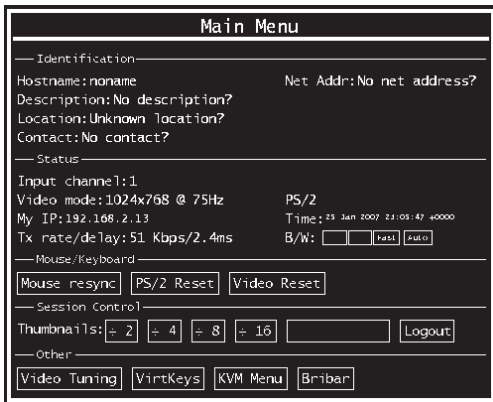 Main Menu
Identification
Hostname:noname Net Addr:No net address?
Description:No description?
Location:Unknown location?
Contact:No contact?
Status
Input channel:1
Video mode:1024x768 @ 75Hz PS/2
My IP:192.168.2.13 Time:25 Jan 2007 21:05:47 +0000
Tx rate/delay:51 Kbps/2.4ms B/W: Fast Auto
Mouse/Keyboard
Mouse resync PS/2 Reset Video Reset
Session Control
Thumbnails: ÷ 2 ÷ 4 ÷ 8 ÷ 16 Logout
Other
Video Tuning VirtKeys KVM Menu Bribar